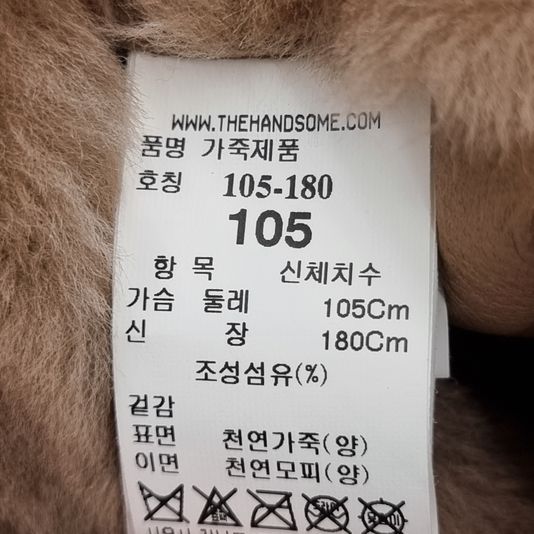 WWW.THEHANDSOME.COM
품명 가죽제품
호칭 105-180
105
항 목 신체치수
가슴 둘레 105Cm
신 장 180Cm
조성섬유(%)
겉감
표면 천연가죽(양)
이면 천연모피(양)